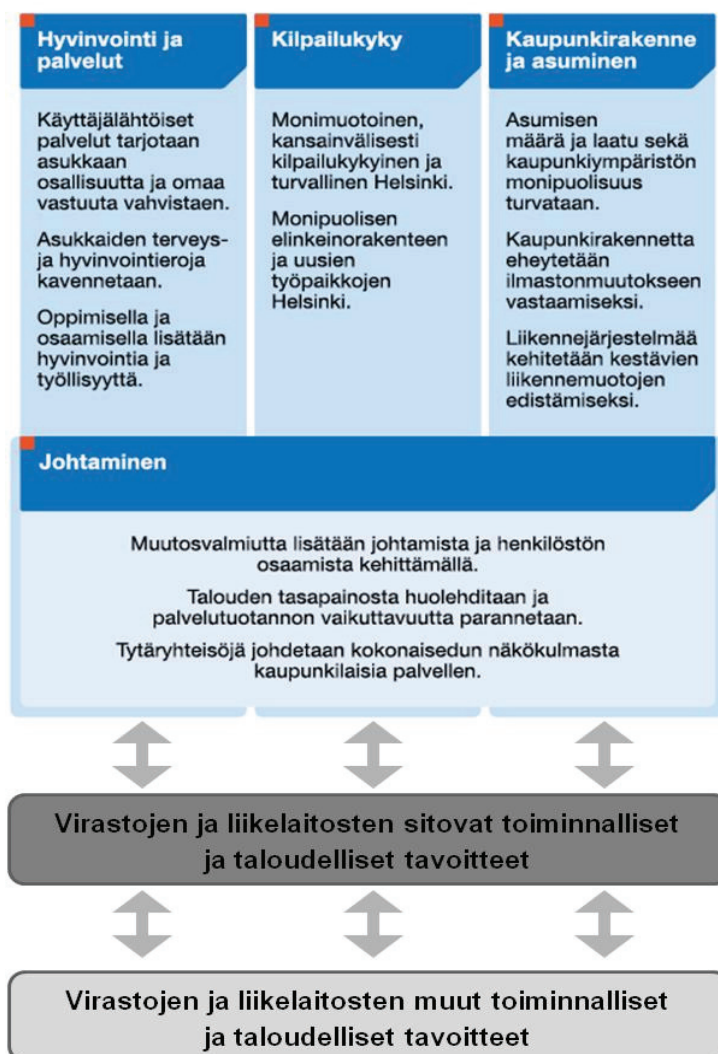 Hyvinvointi ja
palvelut
Käyttäjälähtöiset
palvelut tarjotaan
asukkaan
osallisuutta ja omaa
vastuuta vahvistaen.
Asukkaiden terveys-
ja hyvinvointieroja
kavennetaan.
Oppimisella ja
osaamisella lisätään
hyvinvointia ja
työllisyyttä.
Kilpailukyky
Monimuotoinen,
kansainvälisesti
kilpailukykyinen ja
turvallinen Helsinki.
Monipuolisen
elinkeinorakenteen
ja uusien
työpaikkojen
Helsinki.
Kaupunkirakenne
ja asuminen
Asumisen
määrä ja laatu sekä
kaupunkiympäristön
monipuolisuus
turvataan.
Kaupunkirakennetta
eheytetään
ilmastonmuutokseen
vastaamiseksi.
Liikennejärjestelmää
kehitetään kestävien
liikennemuotojen
edistämiseksi.
Johtaminen
Muutosvalmiutta lisätään johtamista ja henkilöstön
osaamista kehittämällä.
Talouden tasapainosta huolehditaan ja
palvelutuotannon vaikuttavuutta parannetaan.
Tytäryhteisöjä johdetaan kokonaisedun näkökulmasta
kaupunkilaisia palvellen.
Virastojen ja liikelaitosten sitovat toiminnalliset
ja taloudelliset tavoitteet
Virastojen ja liikelaitosten muut toiminnalliset
ja taloudelliset tavoitteet